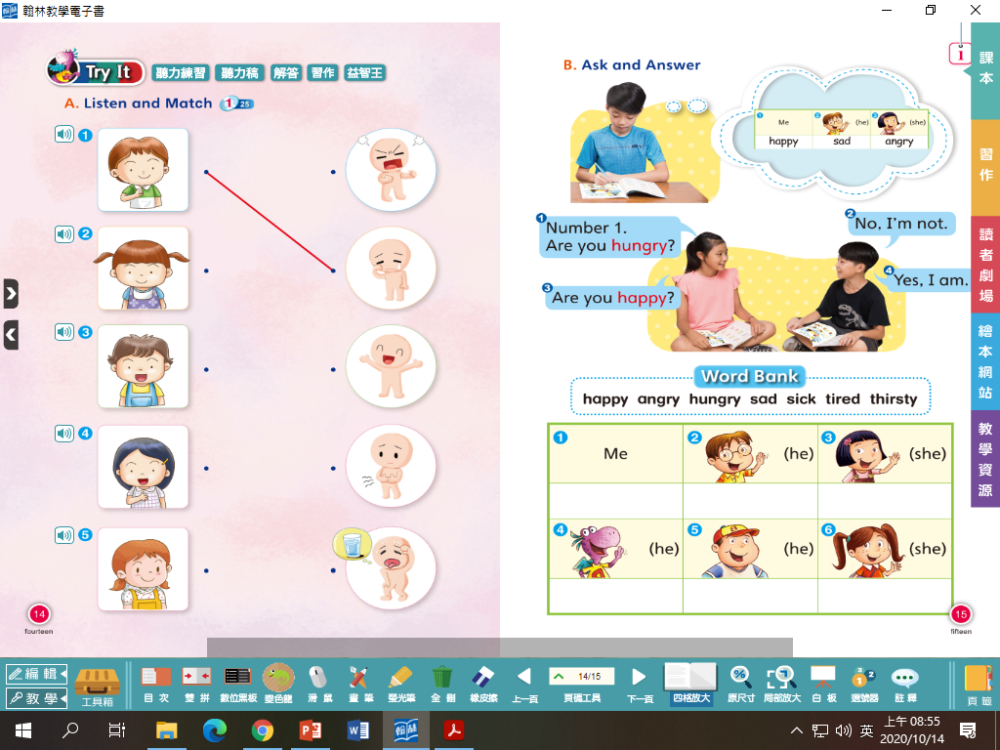 翰林教學電子書
Try It
聽力練習 聽力稿 解答 習作 益智王
A. Listen and Match 1 25
1
2
3
4
5
14
fourteen
B. Ask and Answer
1 Me 2 (he) 3 (she)
happy sad angry
1 Number 1.
Are you hungry?
2 No, I'm not.
3 Are you happy?
4 Yes, I am.
Word Bank
happy angry hungry sad sick tired thirsty
1 Me 2 (he) 3 (she)
4 (he) 5 (he) 6 (she)
15
fifteen
i
課本
習作
讀者劇場
繪本網站
教學資源
編輯
教學
工具箱
目次
雙拼
數位黑板
變色龍
滑鼠
畫筆
螢光筆
全刪
橡皮擦
上一頁
14/15
頁碼工具
下一頁
四格放大
原尺寸
局部放大
白板
選號器
註釋
頁籤
翰林
英
上午 08:55
2020/10/14